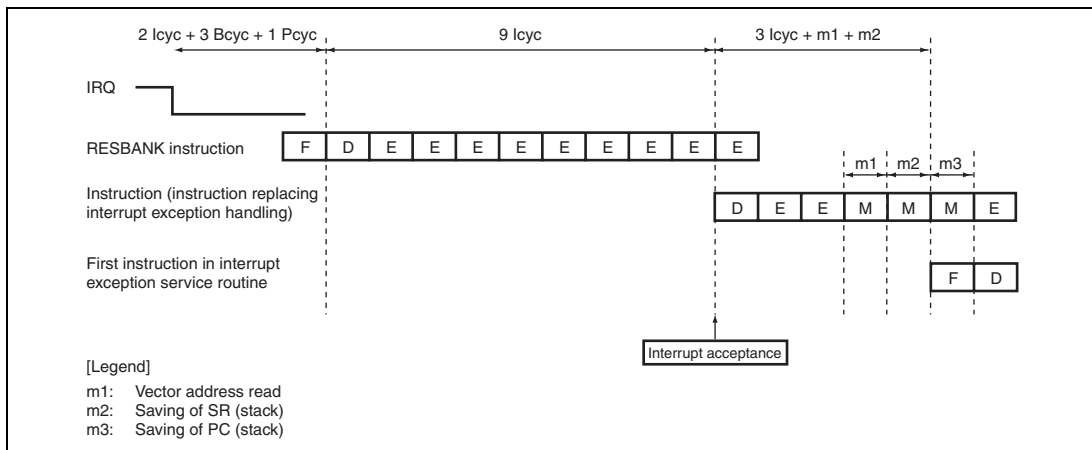 2 Icyc + 3 Bcyc + 1 Pcyc 9 Icyc 3 Icyc + m1 + m2
IRQ
RESBANK instruction F D E E E E E E E E E
m1 m2 m3
Instruction (instruction replacing
interrupt exception handling)
D E E M M M E
First instruction in interrupt
exception service routine
F D
Interrupt acceptance
[Legend]
m1: Vector address read
m2: Saving of SR (stack)
m3: Saving of PC (stack)